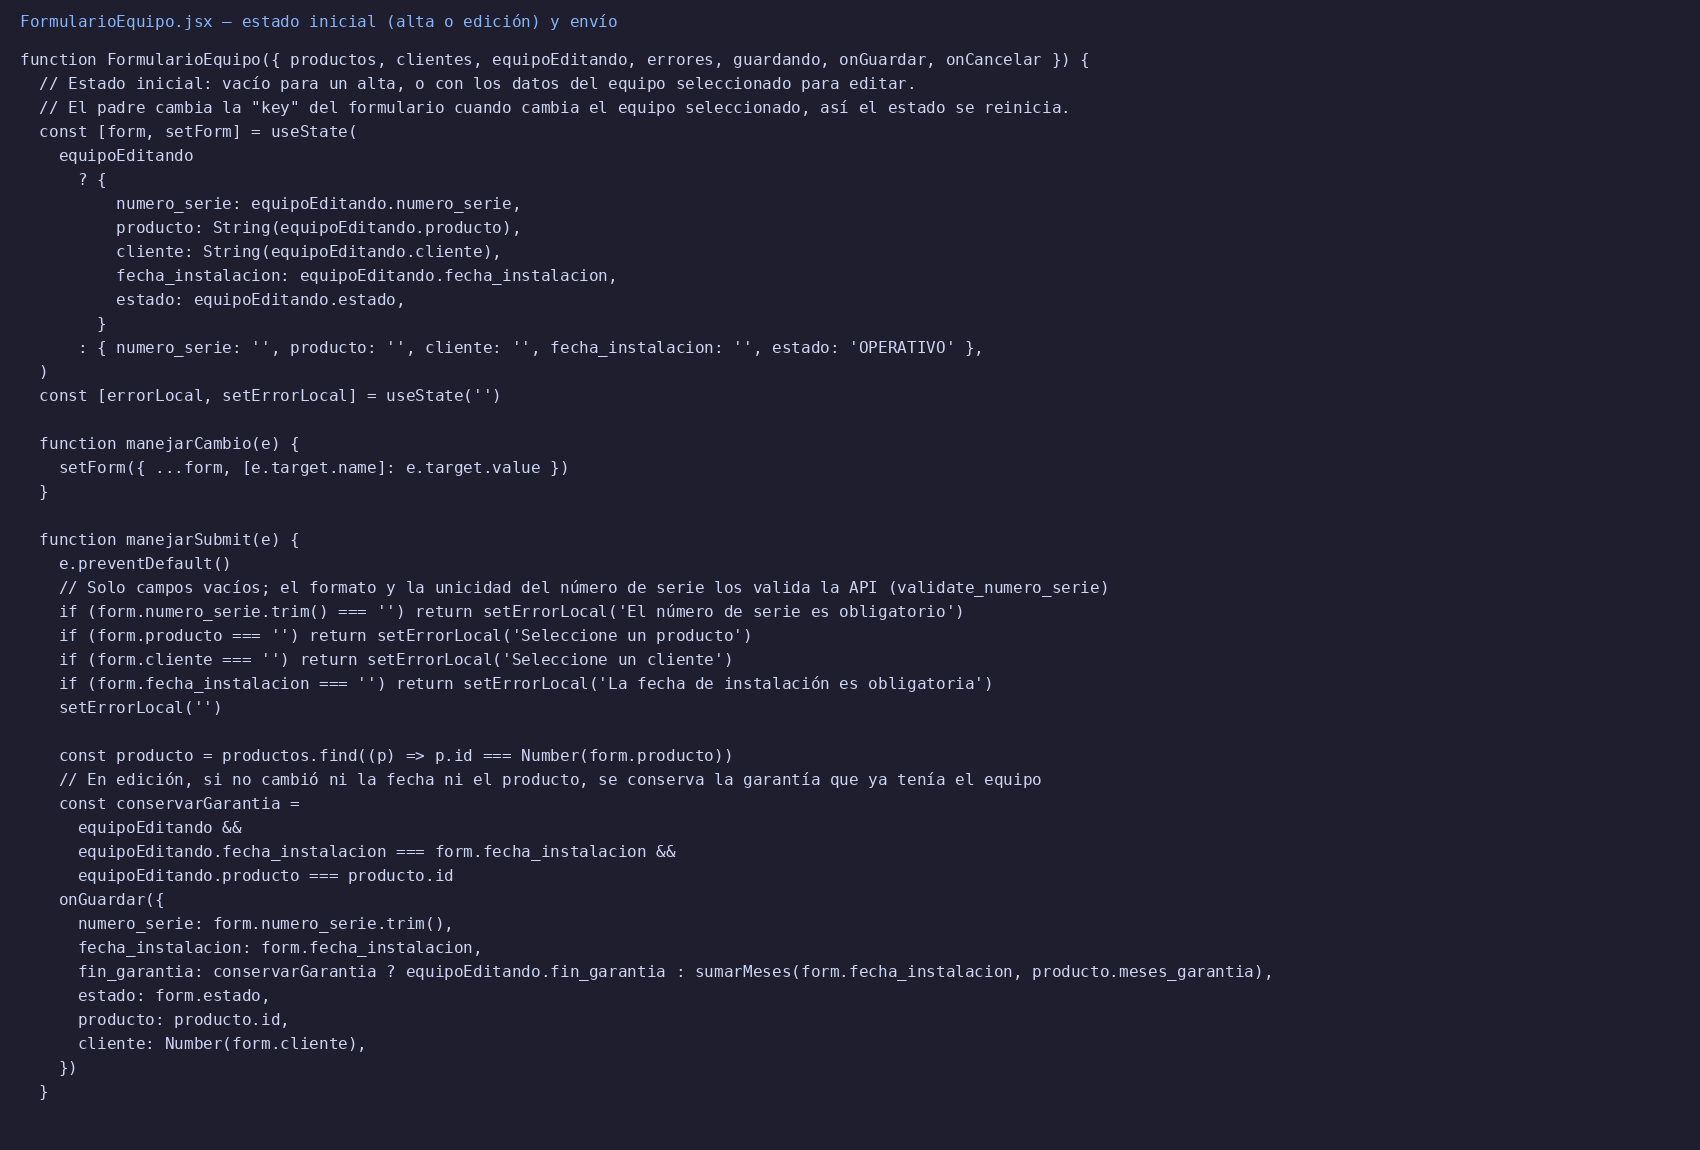 FormularioEquipo.jsx — estado inicial (alta o edición) y envío
function FormularioEquipo({ productos, clientes, equipoEditando, errores, guardando, onGuardar, onCancelar }) {
  // Estado inicial: vacío para un alta, o con los datos del equipo seleccionado para editar.
  // El padre cambia la "key" del formulario cuando cambia el equipo seleccionado, así el estado se reinicia.
  const [form, setForm] = useState(
    equipoEditando
      ? {
          numero_serie: equipoEditando.numero_serie,
          producto: String(equipoEditando.producto),
          cliente: String(equipoEditando.cliente),
          fecha_instalacion: equipoEditando.fecha_instalacion,
          estado: equipoEditando.estado,
        }
      : { numero_serie: '', producto: '', cliente: '', fecha_instalacion: '', estado: 'OPERATIVO' },
  )
  const [errorLocal, setErrorLocal] = useState('')

  function manejarCambio(e) {
    setForm({ ...form, [e.target.name]: e.target.value })
  }

  function manejarSubmit(e) {
    e.preventDefault()
    // Solo campos vacíos; el formato y la unicidad del número de serie los valida la API (validate_numero_serie)
    if (form.numero_serie.trim() === '') return setErrorLocal('El número de serie es obligatorio')
    if (form.producto === '') return setErrorLocal('Seleccione un producto')
    if (form.cliente === '') return setErrorLocal('Seleccione un cliente')
    if (form.fecha_instalacion === '') return setErrorLocal('La fecha de instalación es obligatoria')
    setErrorLocal('')

    const producto = productos.find((p) => p.id === Number(form.producto))
    // En edición, si no cambió ni la fecha ni el producto, se conserva la garantía que ya tenía el equipo
    const conservarGarantia =
      equipoEditando &&
      equipoEditando.fecha_instalacion === form.fecha_instalacion &&
      equipoEditando.producto === producto.id
    onGuardar({
      numero_serie: form.numero_serie.trim(),
      fecha_instalacion: form.fecha_instalacion,
      fin_garantia: conservarGarantia ? equipoEditando.fin_garantia : sumarMeses(form.fecha_instalacion, producto.meses_garantia),
      estado: form.estado,
      producto: producto.id,
      cliente: Number(form.cliente),
    })
  }